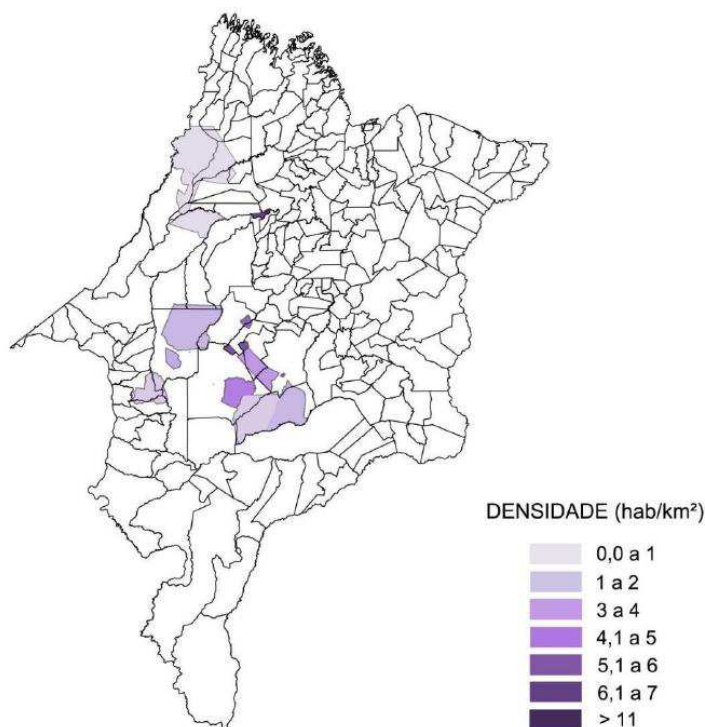 DENSIDADE (hab/km²)
0,0 a 1
1 a 2
3 a 4
4,1 a 5
5,1 a 6
6,1 a 7
> 11